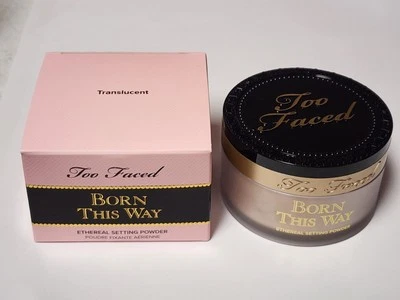 Translucent
Too Faced
BORN
THIS WAY
ETHEREAL SETTING POWDER
POUDRE FIXANTE AÉRIENNE
Too
Faced
Too Faced
BORN
THIS WAY
ETHEREAL SETTING POWDER